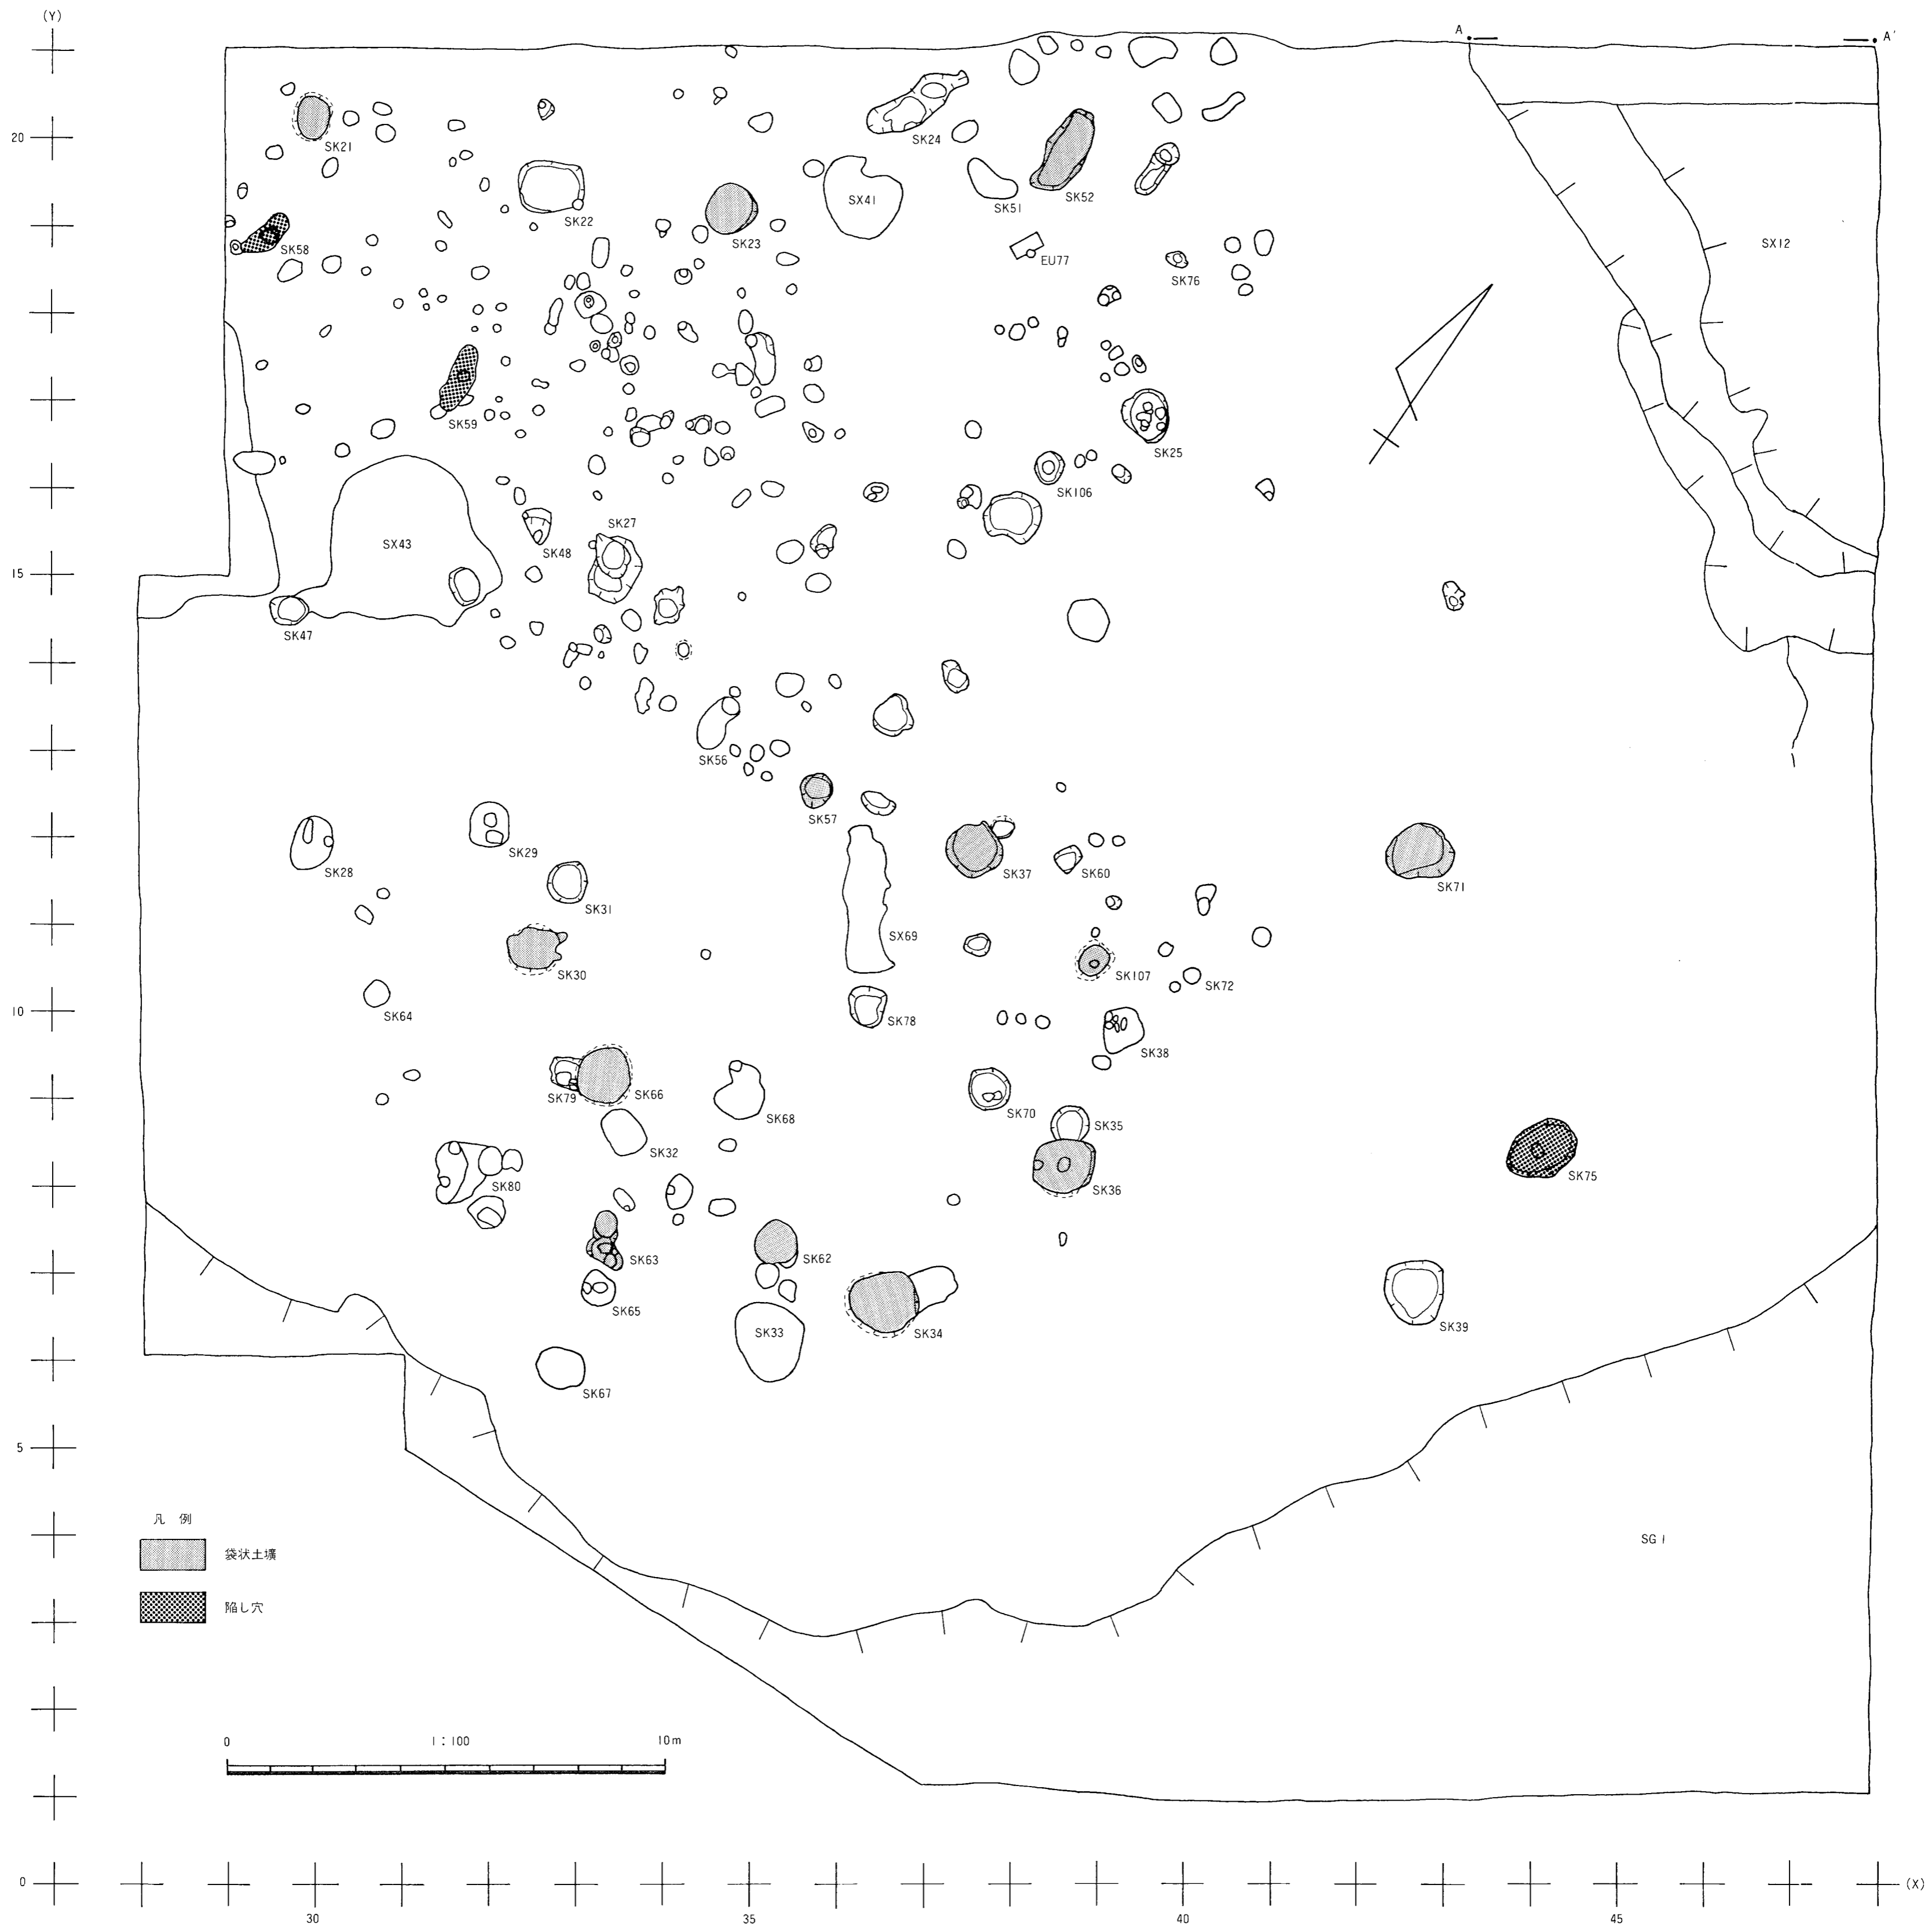 (Y)
A
A'
20
SK21
SK24
SK52
SK51
SX41
SK22
SK23
SK58
EU77
SK76
SX12
SK59
SK25
SK106
SX43
SK48
SK27
15
SK47
SK56
SK57
SK28
SK29
SK31
SK37
SK60
SK71
SX69
SK30
SK107
SK72
SK64
10
SK78
SK38
SK79
SK66
SK68
SK70
SK35
SK32
SK80
SK36
SK75
SK63
SK62
SK65
SK33
SK34
SK39
SK67
5
凡 例
袋状土壙
陥し穴
SG 1
0
1:100
10m
0
(X)
30
35
40
45